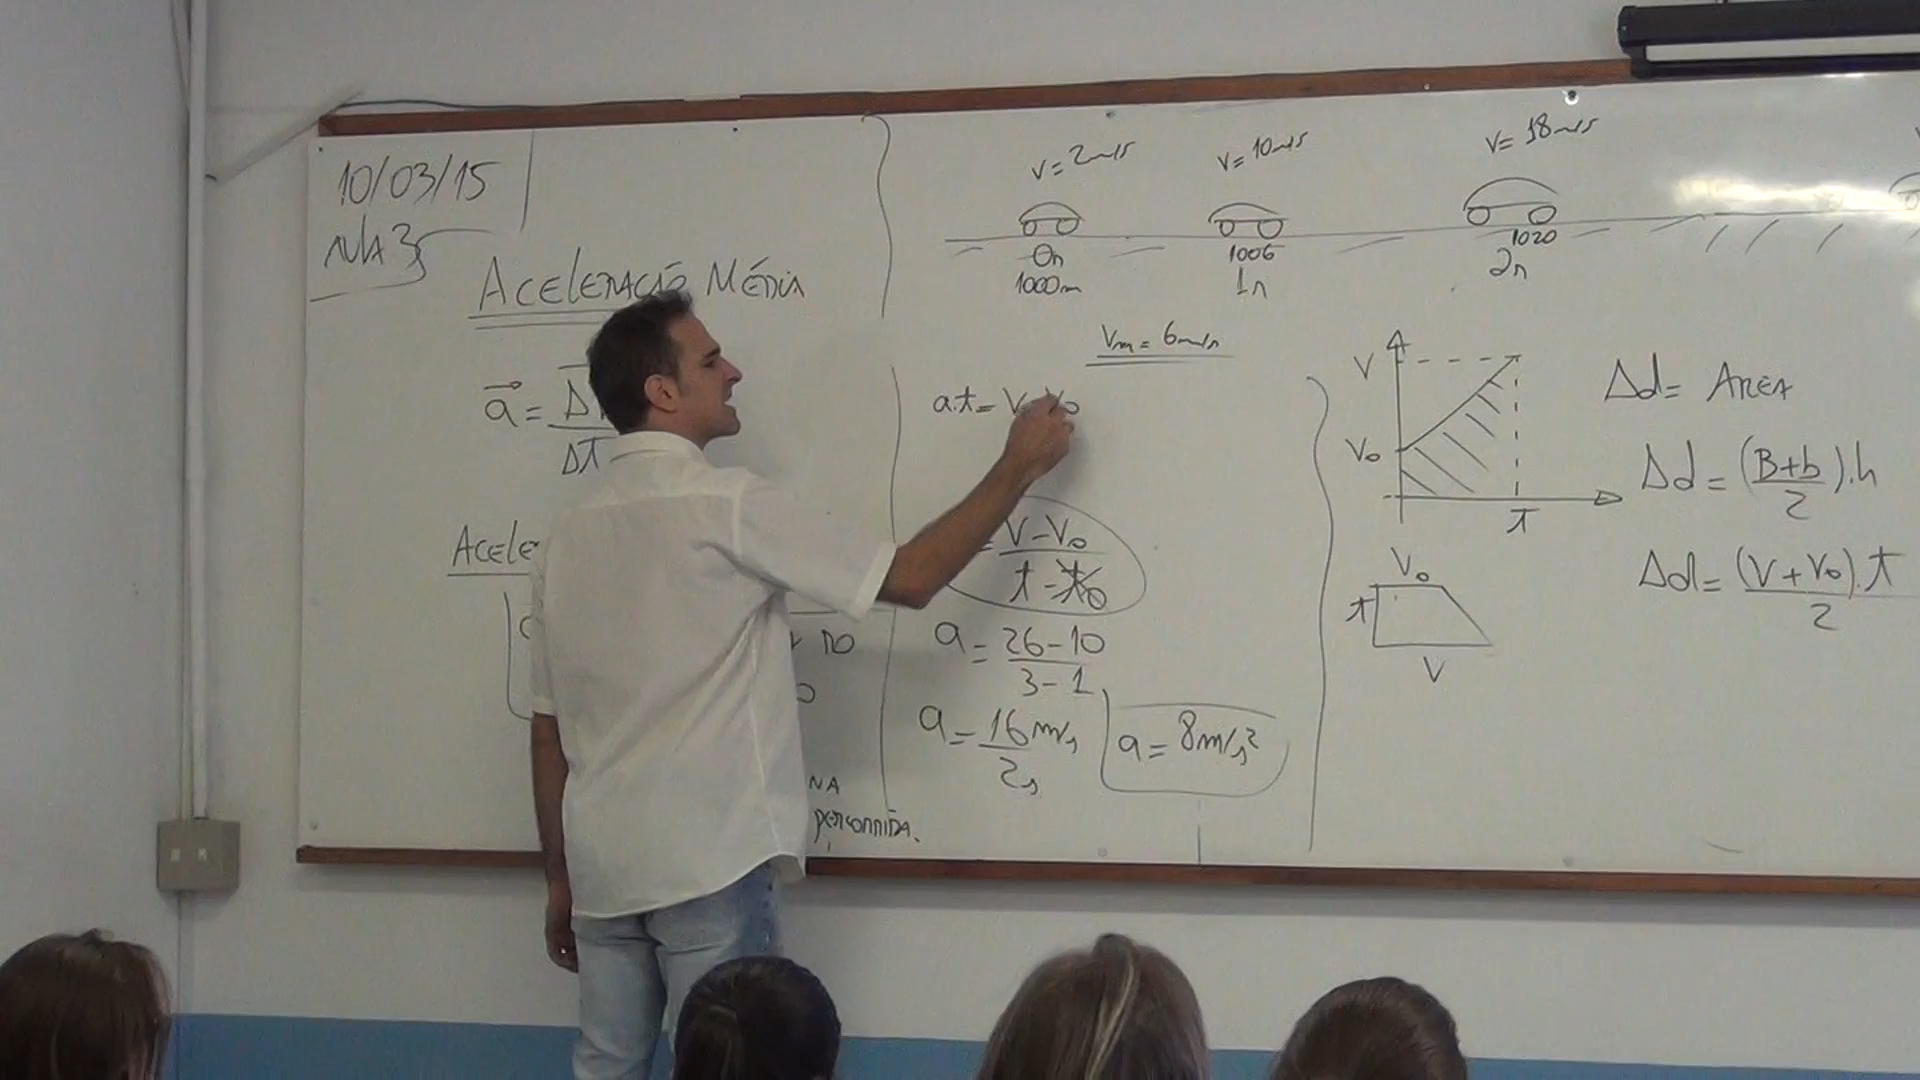 10/03/15
Aceleração Média
a =
Δt
Acele
NA
percorrida.
V= 2m/s
V= 10m/s
V= 18m/s
0s
1000m
1006
1s
1020
2s
Vm = 6m/s
a.t= V-V₀
= V-V₀
t - t₀
a = 26-10
3-1
a = 16m/s
2s
a = 8m/s²
V
V₀
t
V₀
t
V
Δd= ÁREA
Δd= (B+b).h
2
Δd= (V+V₀).t
2